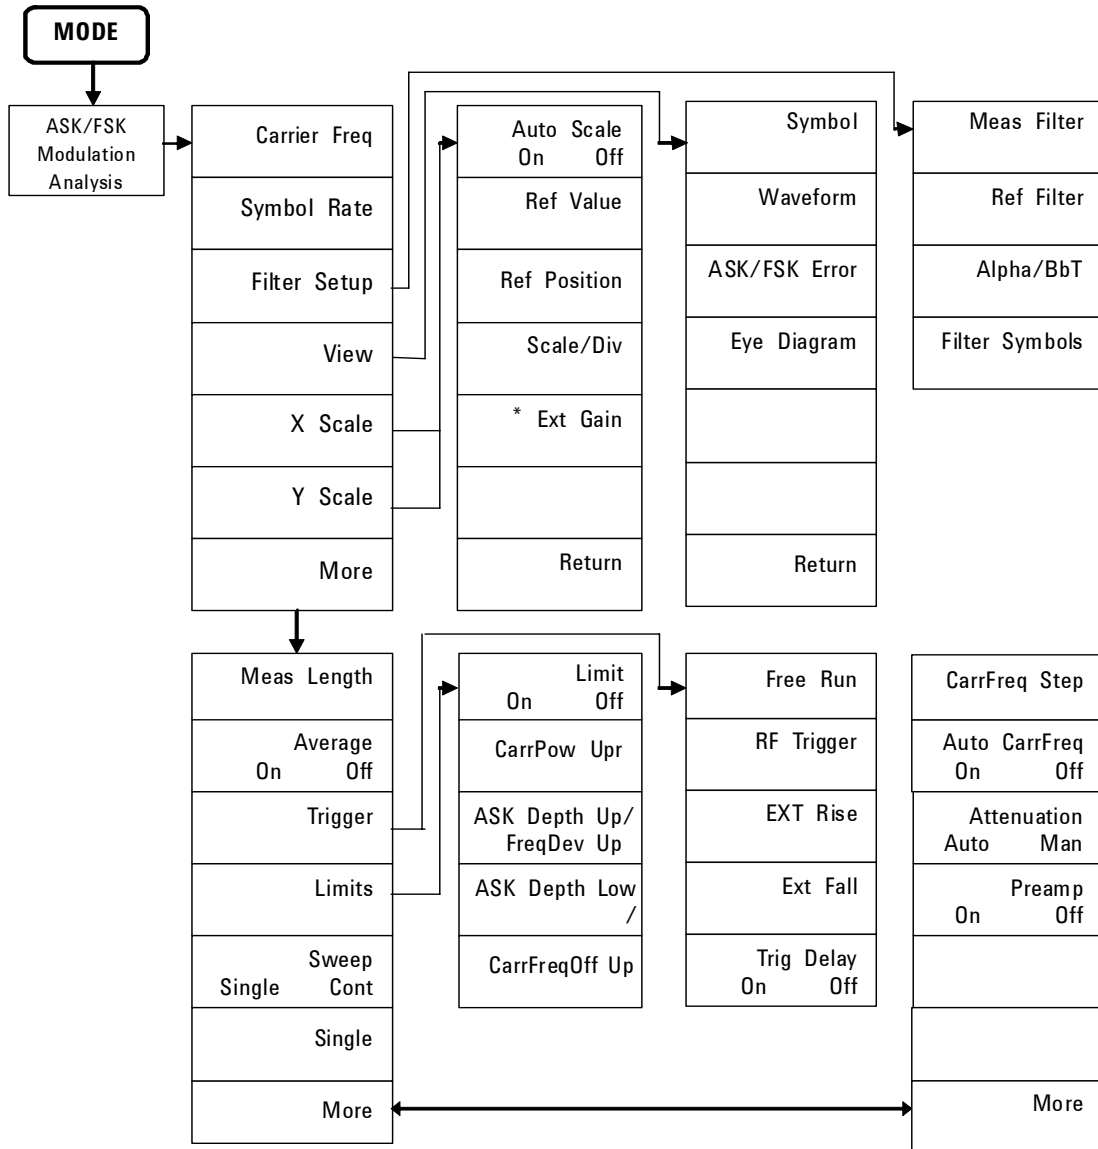 MODE
ASK/FSK
Modulation
Analysis
Carrier Freq
Symbol Rate
Filter Setup
View
X Scale
Y Scale
More
Auto Scale
On Off
Ref Value
Ref Position
Scale/Div
* Ext Gain
Return
Symbol
Waveform
ASK/FSK Error
Eye Diagram
Return
Meas Filter
Ref Filter
Alpha/BbT
Filter Symbols
Meas Length
Average
On Off
Trigger
Limits
Sweep
Single Cont
Single
More
Limit
On Off
CarrPow Upr
ASK Depth Up/
FreqDev Up
ASK Depth Low
/
CarrFreqOff Up
Free Run
RF Trigger
EXT Rise
Ext Fall
Trig Delay
On Off
CarrFreq Step
Auto CarrFreq
On Off
Attenuation
Auto Man
Preamp
On Off
More